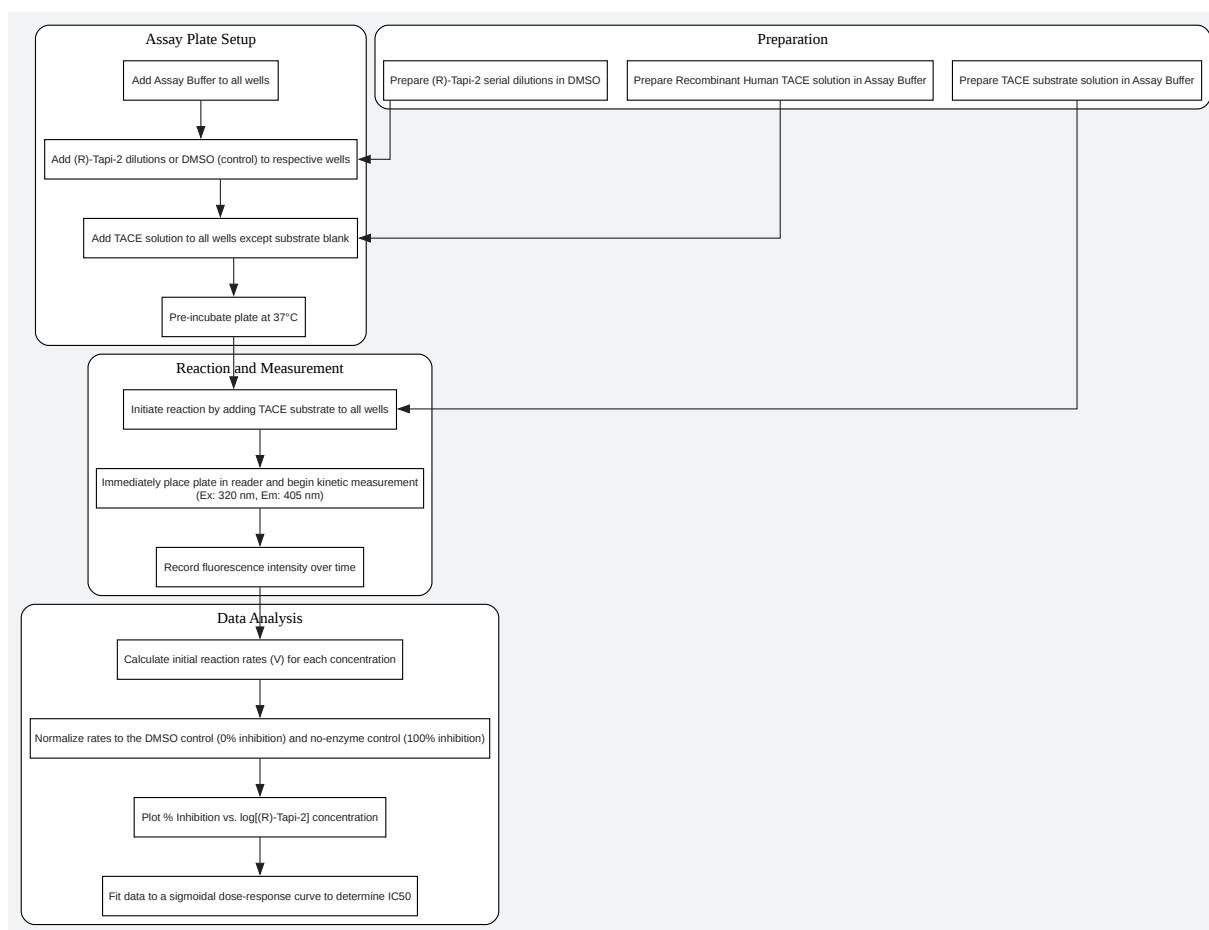 Assay Plate Setup
Add Assay Buffer to all wells
Add (R)-Tapi-2 dilutions or DMSO (control) to respective wells
Add TACE solution to all wells except substrate blank
Pre-incubate plate at 37°C
Preparation
Prepare (R)-Tapi-2 serial dilutions in DMSO
Prepare Recombinant Human TACE solution in Assay Buffer
Prepare TACE substrate solution in Assay Buffer
Reaction and Measurement
Initiate reaction by adding TACE substrate to all wells
Immediately place plate in reader and begin kinetic measurement
(Ex: 320 nm, Em: 405 nm)
Record fluorescence intensity over time
Data Analysis
Calculate initial reaction rates (V) for each concentration
Normalize rates to the DMSO control (0% inhibition) and no-enzyme control (100% inhibition)
Plot % Inhibition vs. log[(R)-Tapi-2] concentration
Fit data to a sigmoidal dose-response curve to determine IC50